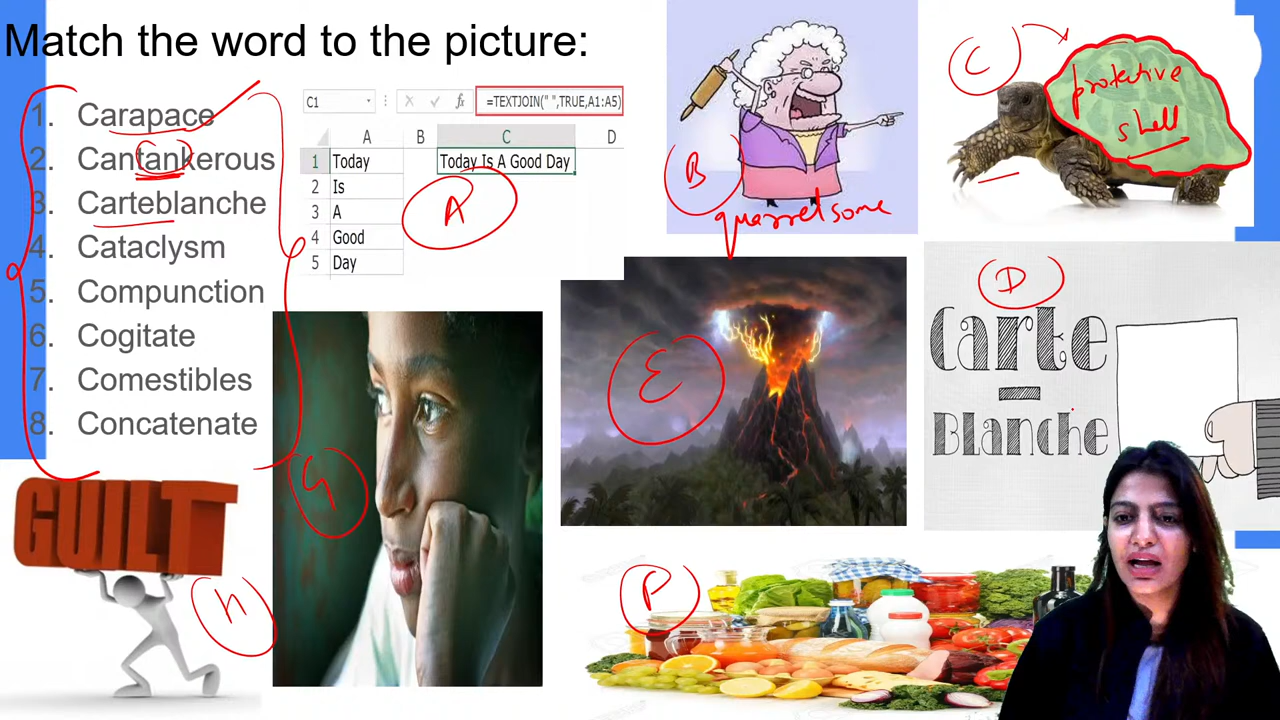 Match the word to the picture:
1. Carapace
2. Cantankerous
3. Carteblanche
4. Cataclysm
5. Compunction
6. Cogitate
7. Comestibles
8. Concatenate
C1 fx =TEXTJOIN(" ",TRUE,A1:A5)
A B C D
1 Today Today Is A Good Day
2 Is
3 A
4 Good
5 Day
A
B
quarrelsome
C
protective
shell
D
Carte
-
Blanche
E
F
G
H
GUILT